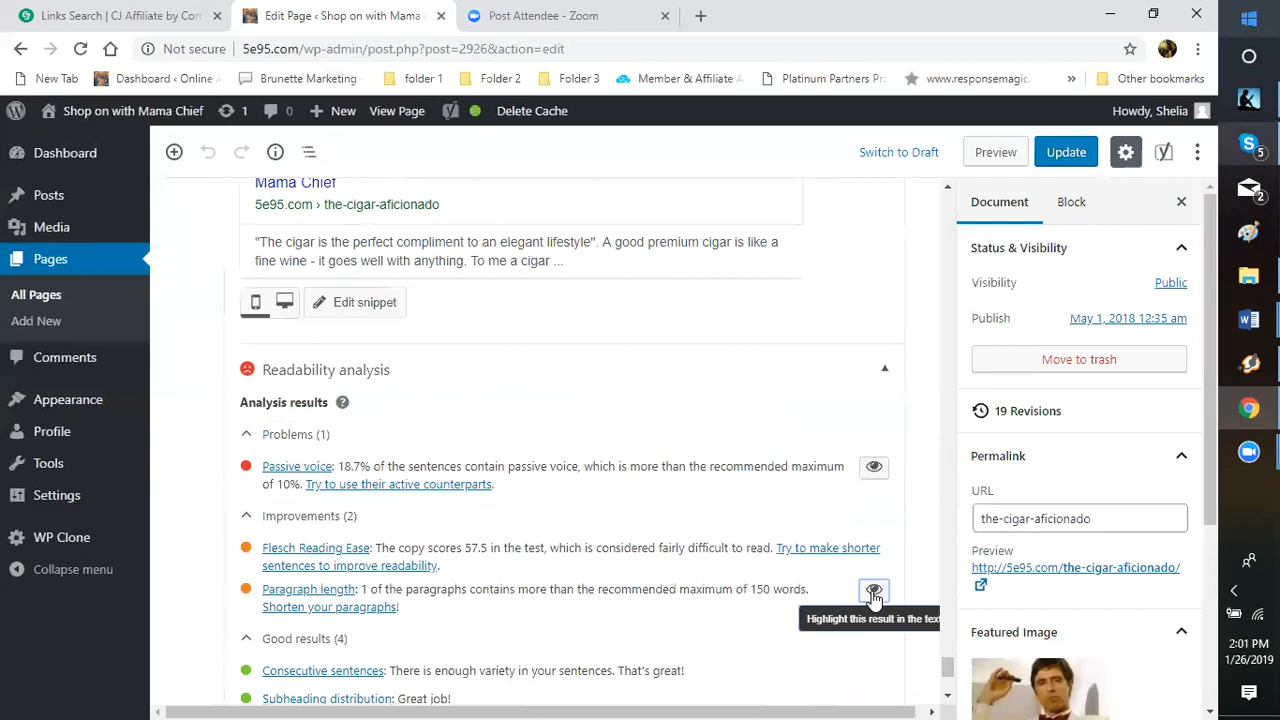 Links Search | CJ Affiliate by Com
Edit Page ‹ Shop on with Mama
Post Attendee - Zoom
Not secure
5e95.com/wp-admin/post.php?post=2926&action=edit
New Tab
Dashboard ‹ Online
Brunette Marketing
folder 1
Folder 2
Folder 3
Member & Affiliate
Platinum Partners
www.responsemagic.
»
Other bookmarks
Shop on with Mama Chief
1
0
New
View Page
Delete Cache
Howdy, Shelia
Dashboard
Posts
Media
Pages
All Pages
Add New
Comments
Appearance
Profile
Tools
Settings
WP Clone
Collapse menu
Switch to Draft
Preview
Update
Mama Chief
5e95.com › the-cigar-aficionado
"The cigar is the perfect compliment to an elegant lifestyle". A good premium cigar is like a
fine wine - it goes well with anything. To me a cigar ...
Edit snippet
Readability analysis
Analysis results
Problems (1)
Passive voice: 18.7% of the sentences contain passive voice, which is more than the recommended maximum
of 10%. Try to use their active counterparts.
Improvements (2)
Flesch Reading Ease: The copy scores 57.5 in the test, which is considered fairly difficult to read. Try to make shorter
sentences to improve readability.
Paragraph length: 1 of the paragraphs contains more than the recommended maximum of 150 words.
Shorten your paragraphs!
Highlight this result in the text
Good results (4)
Consecutive sentences: There is enough variety in your sentences. That's great!
Subheading distribution: Great job!
Document
Block
Status & Visibility
Visibility
Public
Publish
May 1, 2018 12:35 am
Move to trash
19 Revisions
Permalink
URL
the-cigar-aficionado
Preview
http://5e95.com/the-cigar-aficionado/
Featured Image
5
2
2:01 PM
1/26/2019